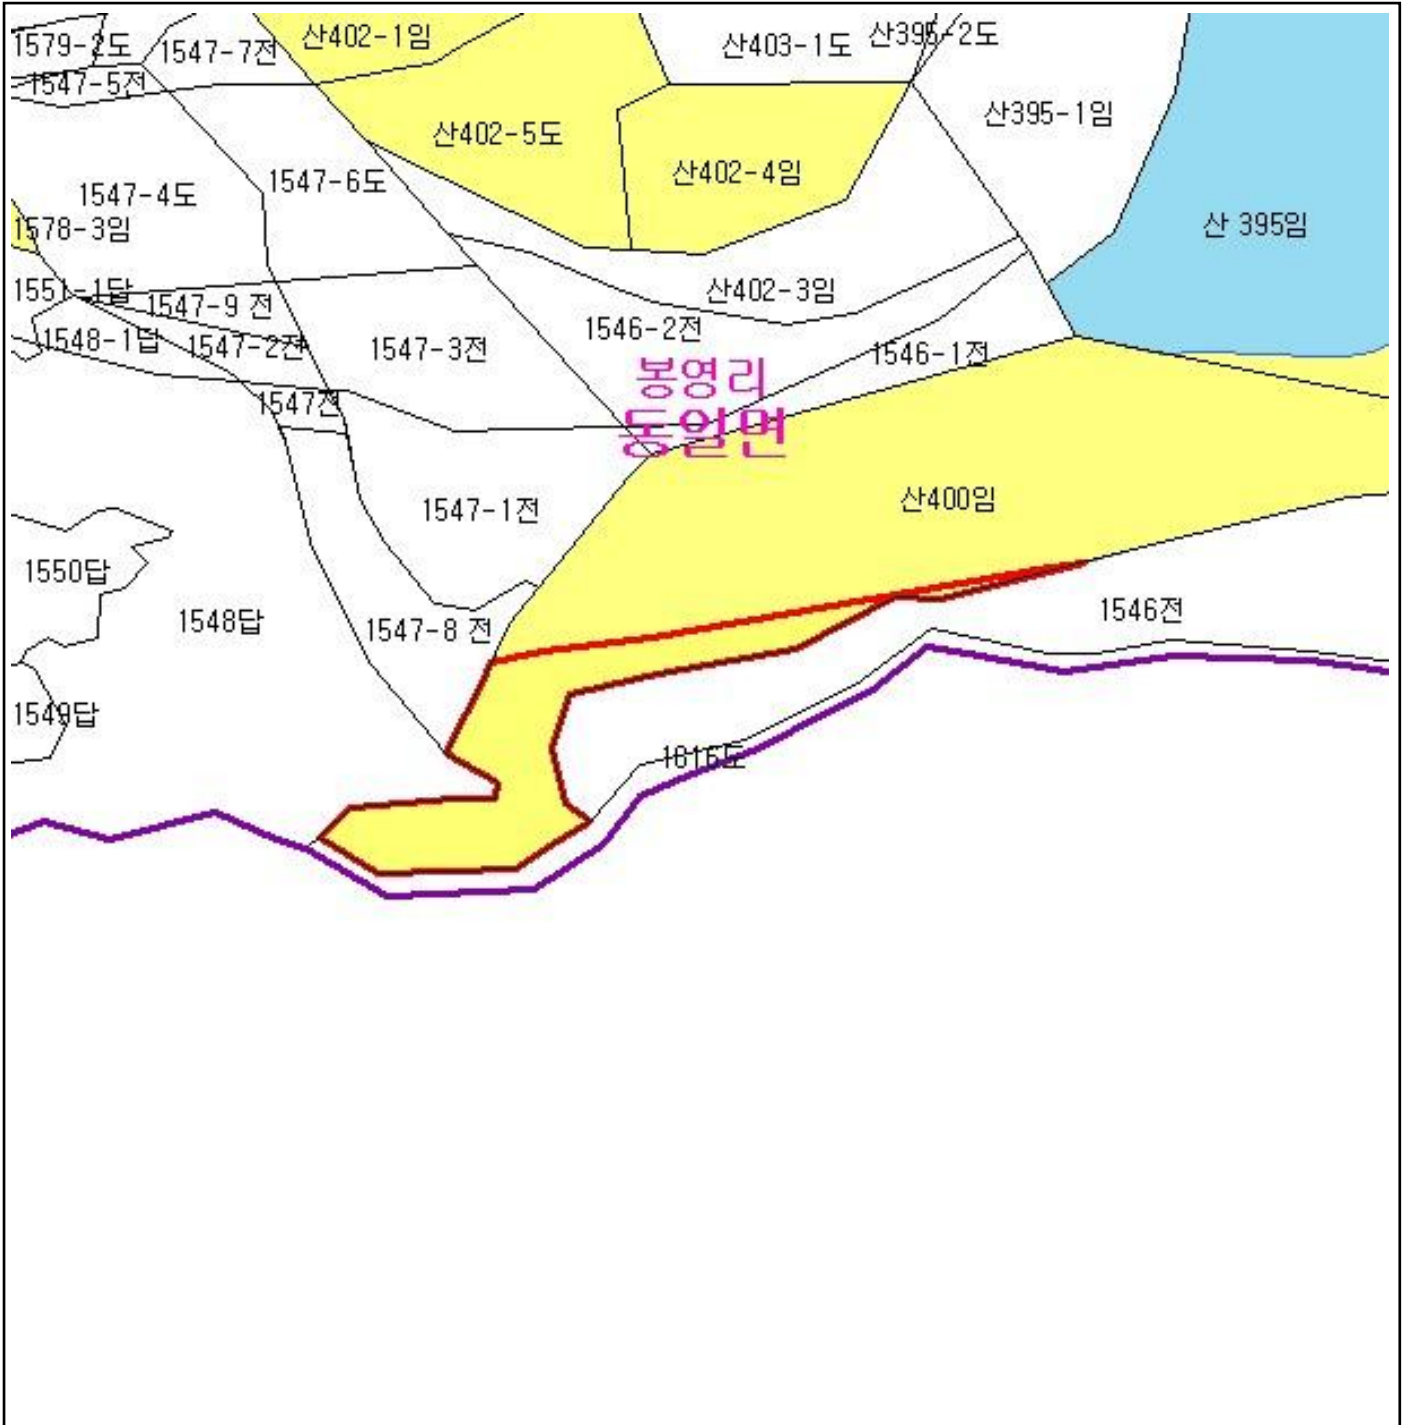 1579-2도
1547-7전
산402-1임
산403-1도
산395-2도
1547-5전
산395-1임
산402-5도
산402-4임
1547-6도
1547-4도
1578-3임
산 395임
1551-1답
1547-9 전
산402-3임
1548-1답
1547-2전
1547-3전
1546-2전
1546-1전
봉영리
동일면
1547전
산400임
1547-1전
1550답
1548답
1547-8 전
1546전
1549답
1816도